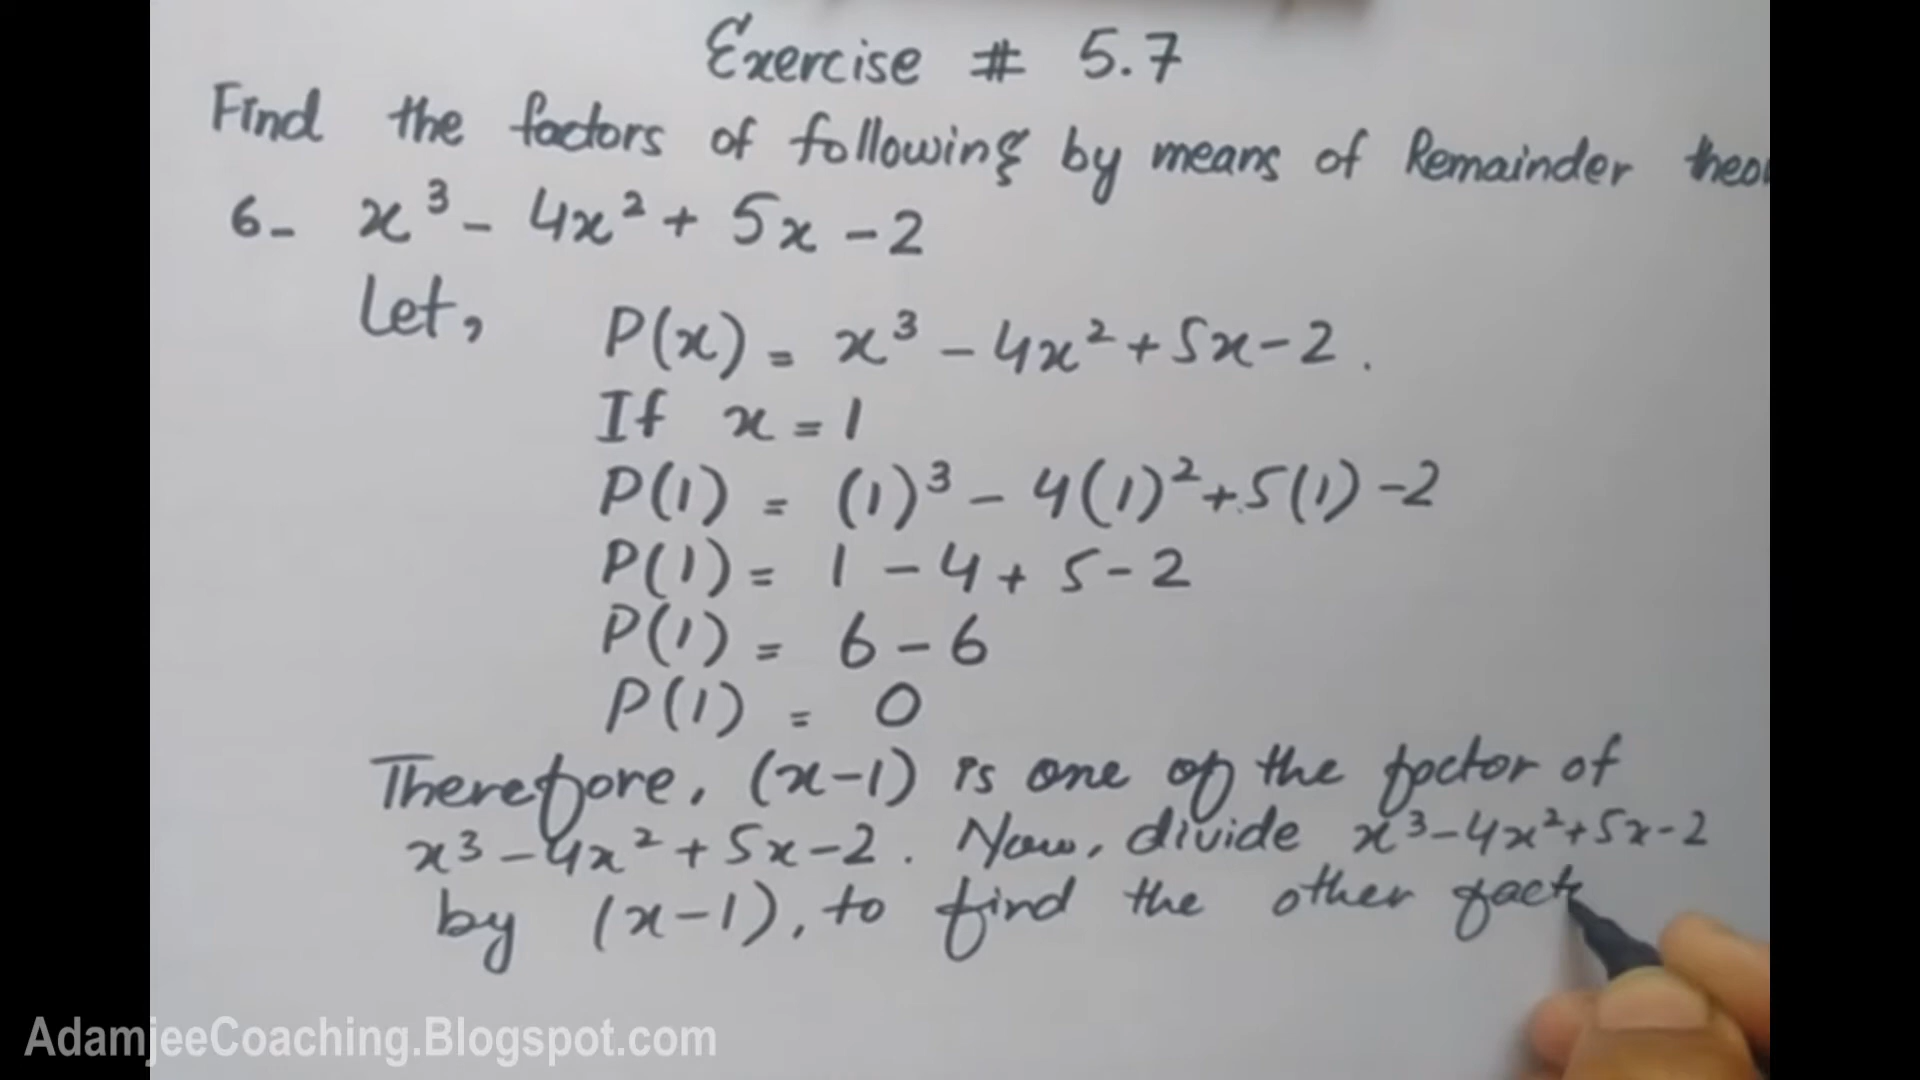 Exercise # 5.7
Find the factors of following by means of Remainder
6- x³ - 4x² + 5x - 2
Let, P(x) = x³ - 4x² + 5x - 2.
If x = 1
P(1) = (1)³ - 4(1)² + 5(1) - 2
P(1) = 1 - 4 + 5 - 2
P(1) = 6 - 6
P(1) = 0
Therefore, (x-1) is one of the factor of
x³ - 4x² + 5x - 2. Now, divide x³ - 4x² + 5x - 2
by (x-1), to find the other fact
AdamjeeCoaching.Blogspot.com